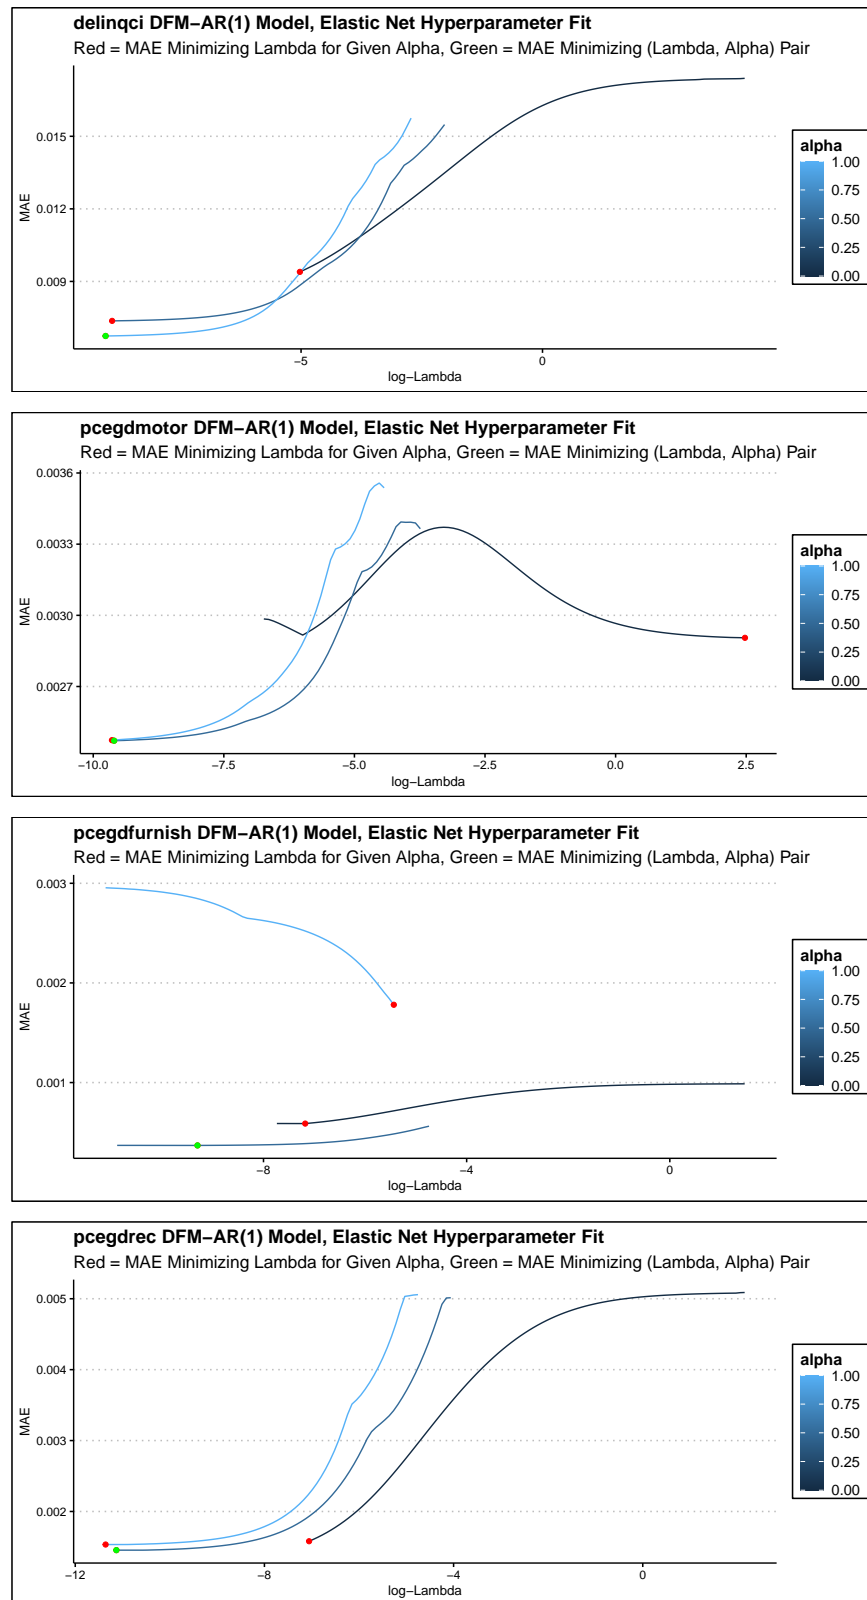 delinqci DFM−AR(1) Model, Elastic Net Hyperparameter Fit
Red = MAE Minimizing Lambda for Given Alpha, Green = MAE Minimizing (Lambda, Alpha) Pair
0.015
0.012
0.009
MAE
−5
0
log−Lambda
alpha
1.00
0.75
0.50
0.25
0.00
pcegdmotor DFM−AR(1) Model, Elastic Net Hyperparameter Fit
Red = MAE Minimizing Lambda for Given Alpha, Green = MAE Minimizing (Lambda, Alpha) Pair
0.0036
0.0033
0.0030
0.0027
MAE
−10.0
−7.5
−5.0
−2.5
0.0
2.5
log−Lambda
alpha
1.00
0.75
0.50
0.25
0.00
pcegdfurnish DFM−AR(1) Model, Elastic Net Hyperparameter Fit
Red = MAE Minimizing Lambda for Given Alpha, Green = MAE Minimizing (Lambda, Alpha) Pair
0.003
0.002
0.001
MAE
−8
−4
0
log−Lambda
alpha
1.00
0.75
0.50
0.25
0.00
pcegdrec DFM−AR(1) Model, Elastic Net Hyperparameter Fit
Red = MAE Minimizing Lambda for Given Alpha, Green = MAE Minimizing (Lambda, Alpha) Pair
0.005
0.004
0.003
0.002
MAE
−12
−8
−4
0
log−Lambda
alpha
1.00
0.75
0.50
0.25
0.00